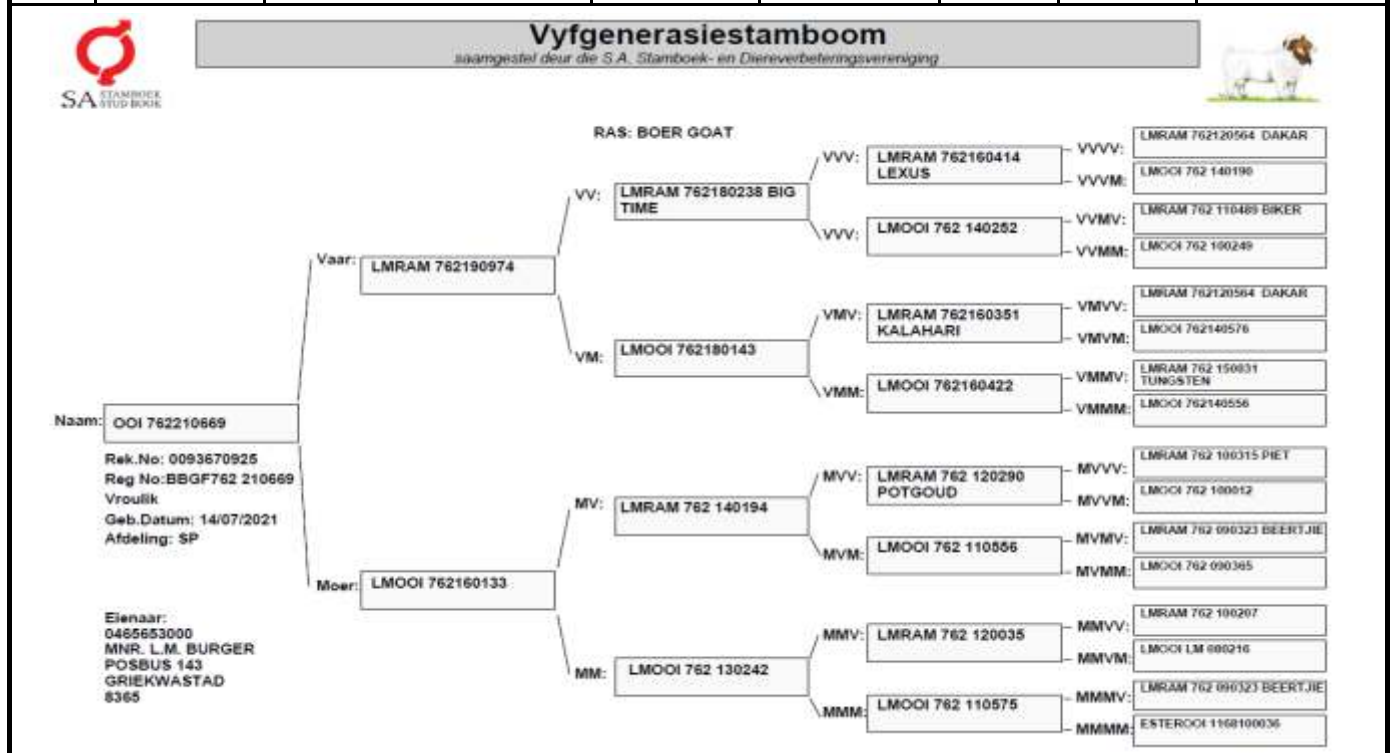 SA STAMBOEK
STUD BOOK
Vyfgenerasiestamboom
saamgestel deur die S.A. Stamboek- en Diereverbeteringsvereniging
RAS: BOER GOAT
Naam: OOI 762210669
Rek.No: 0093670925
Reg No:BBGF762 210669
Vroulik
Geb.Datum: 14/07/2021
Afdeling: SP
Eienaar:
0465653000
MNR. L.M. BURGER
POSBUS 143
GRIEKWASTAD
8365
Vaar: LMRAM 762190974
Moer: LMOOI 762160133
VV: LMRAM 762180238 BIG
TIME
VM: LMOOI 762180143
MV: LMRAM 762 140194
MM: LMOOI 762 130242
VVV: LMRAM 762160414
LEXUS
VVV: LMOOI 762 140252
VMV: LMRAM 762160351
KALAHARI
VMM: LMOOI 762160422
MVV: LMRAM 762 120290
POTGOUD
MVM: LMOOI 762 110556
MMV: LMRAM 762 120035
MMM: LMOOI 762 110575
VVVV: LMRAM 762120564 DAKAR
VVVM: LMOOI 762 140190
VVMV: LMRAM 762 110489 BIKER
VVMM: LMOOI 762 100249
VMVV: LMRAM 762120564 DAKAR
VMVM: LMOOI 762140576
VMMV: LMRAM 762 150031
TUNGSTEN
VMMM: LMOOI 762140556
MVVV: LMRAM 762 100315 PIET
MVVM: LMOOI 762 100012
MVMV: LMRAM 762 090323 BEERTJIE
MVMM: LMOOI 762 090365
MMVV: LMRAM 762 100207
MMVM: LMOOI LM 080216
MMMV: LMRAM 762 090323 BEERTJIE
MMMM: ESTEROOI 1168100036